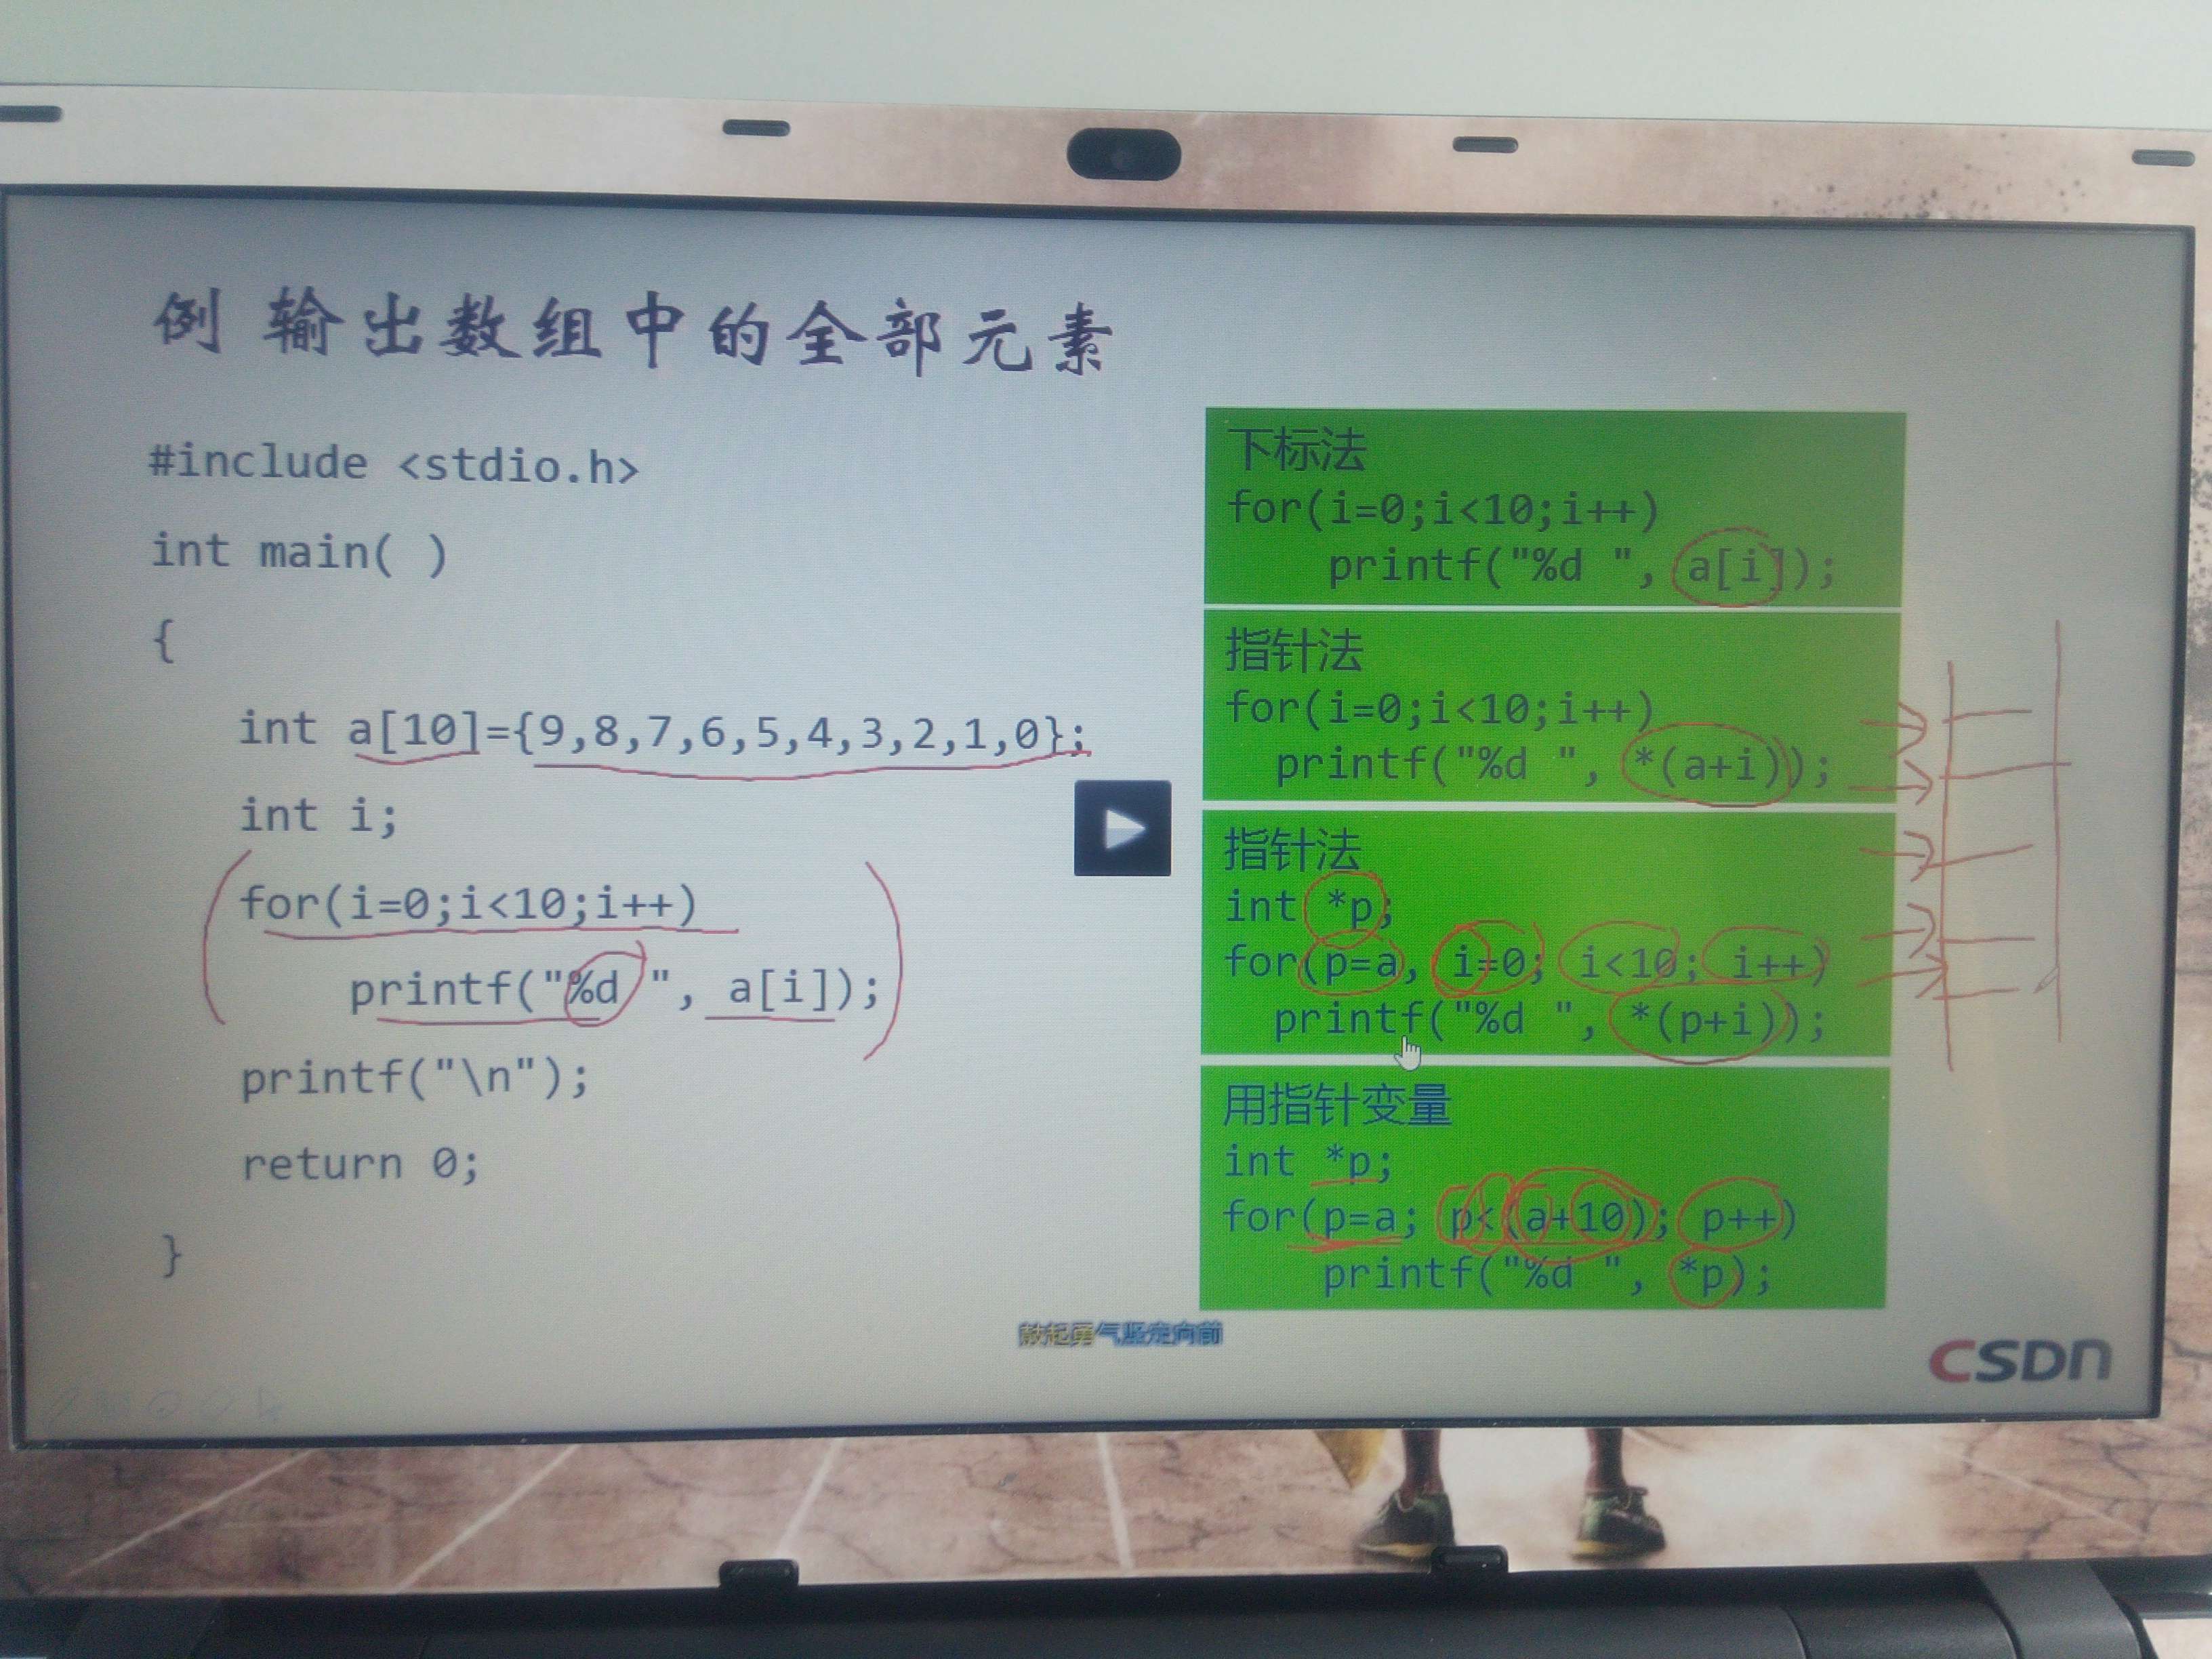 例 输出数组中的全部元素
#include <stdio.h>
int main( )
{
int a[10]={9,8,7,6,5,4,3,2,1,0};
int i;
for(i=0;i<10;i++)
printf("%d ", a[i]);
printf("\n");
return 0;
}
下标法
for(i=0;i<10;i++)
printf("%d ", a[i]);
指针法
for(i=0;i<10;i++)
printf("%d ", *(a+i));
指针法
int *p;
for(p=a, i=0; i<10; i++)
printf("%d ", *(p+i));
用指针变量
int *p;
for(p=a; p<(a+10); p++)
printf("%d ", *p);
鼓起勇气坚定向前
CSDN